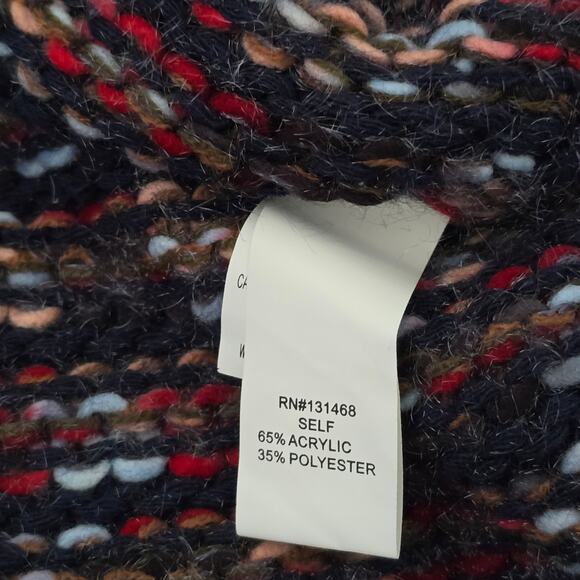 RN#131468
SELF
65% ACRYLIC
35% POLYESTER